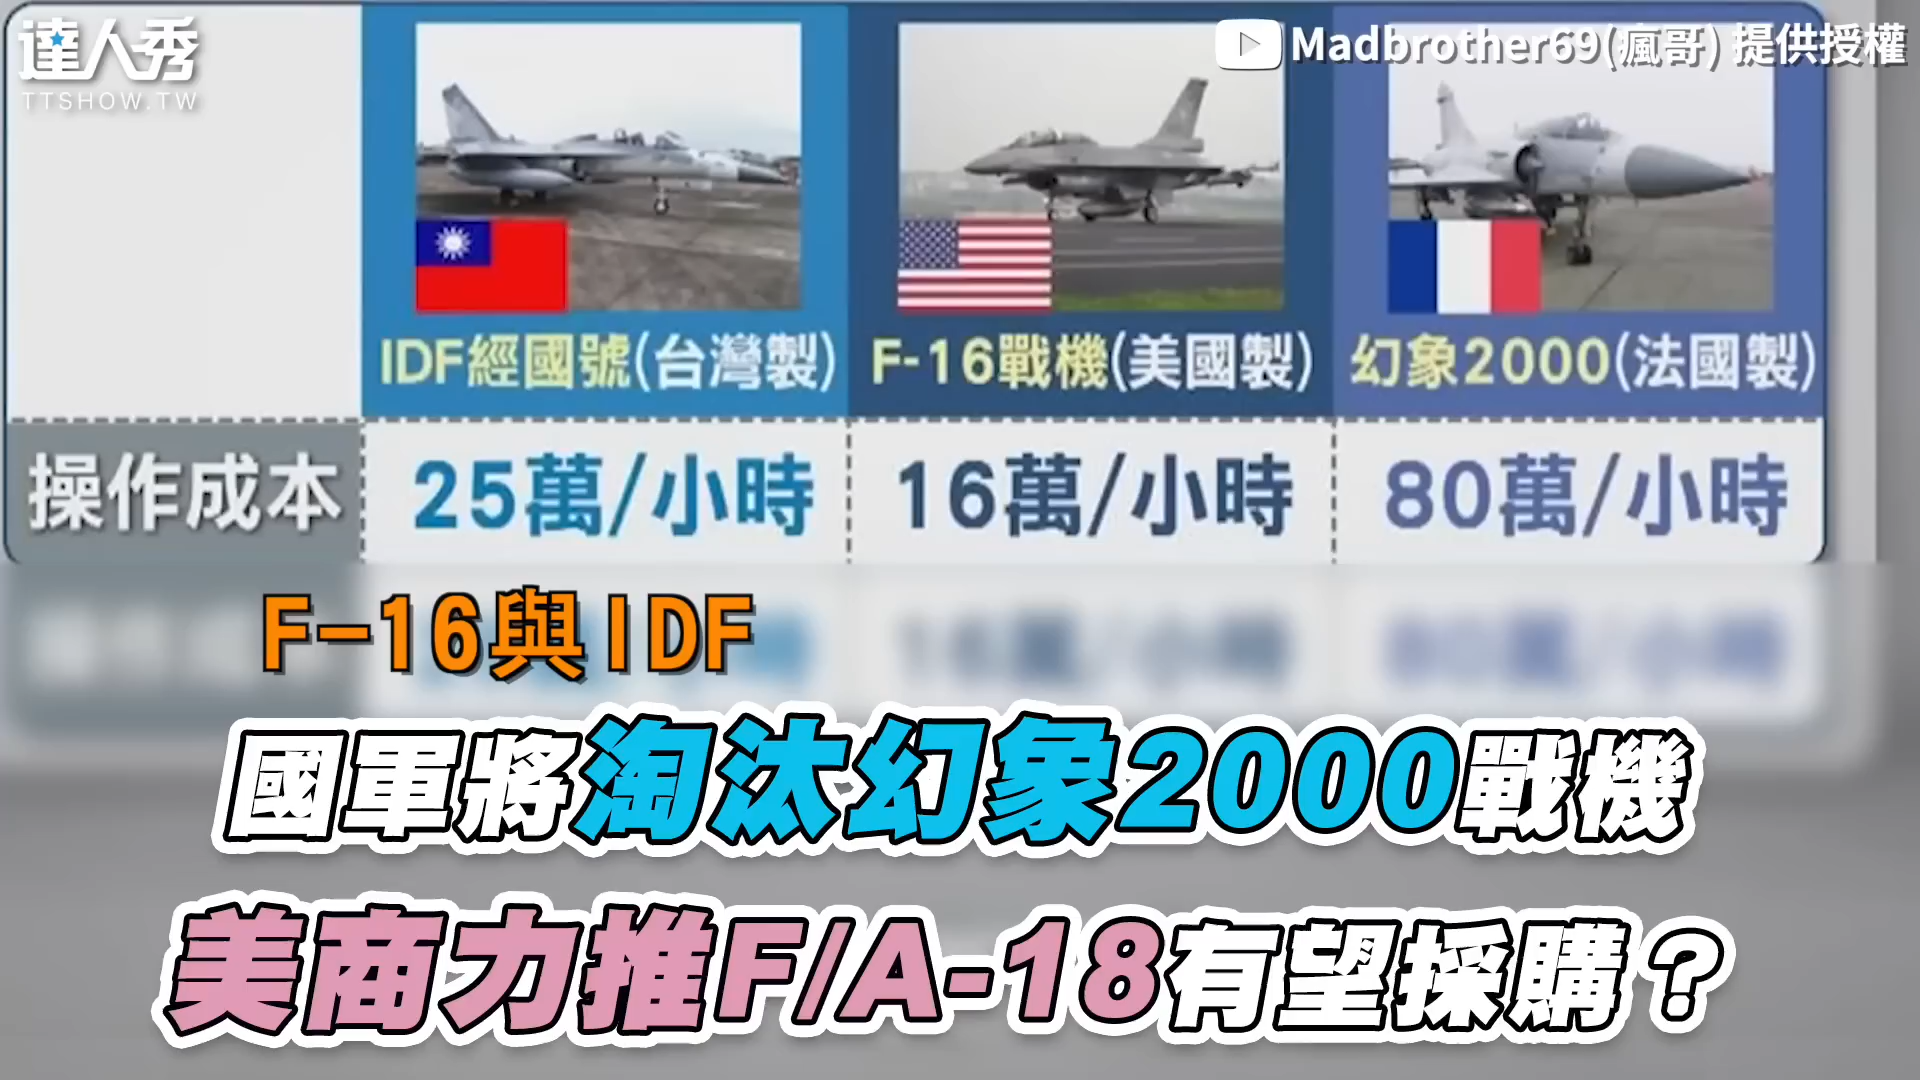 達人秀
TTSHOW.TW
Madbrother69(瘋哥) 提供授權
IDF經國號(台灣製)
F-16戰機(美國製)
幻象2000(法國製)
操作成本
25萬/小時
16萬/小時
80萬/小時
F-16與IDF
國軍將淘汰幻象2000戰機
美商力推F/A-18有望採購？